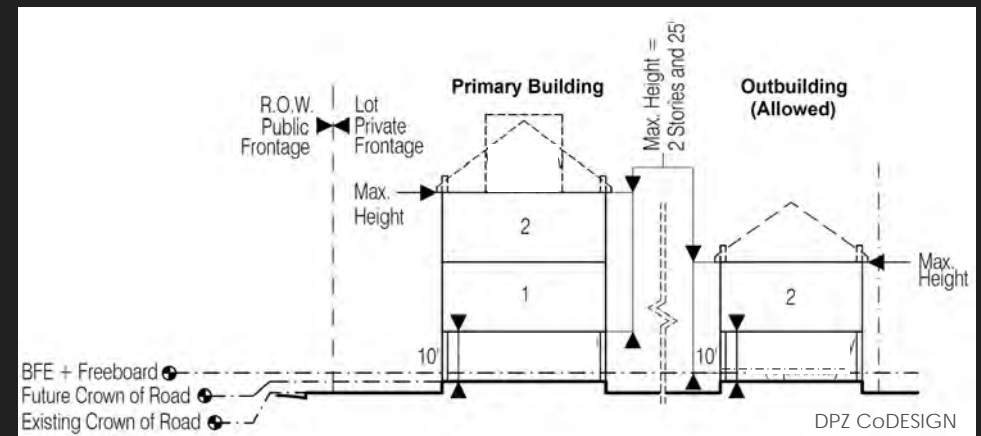 Primary Building
Max. Height =
2 Stories and 25'
Outbuilding
(Allowed)
R.O.W.
Public
Frontage
Lot
Private
Frontage
Max.
Height
2
1
10'
10'
2
Max.
Height
BFE + Freeboard
Future Crown of Road
Existing Crown of Road
DPZ CoDESIGN